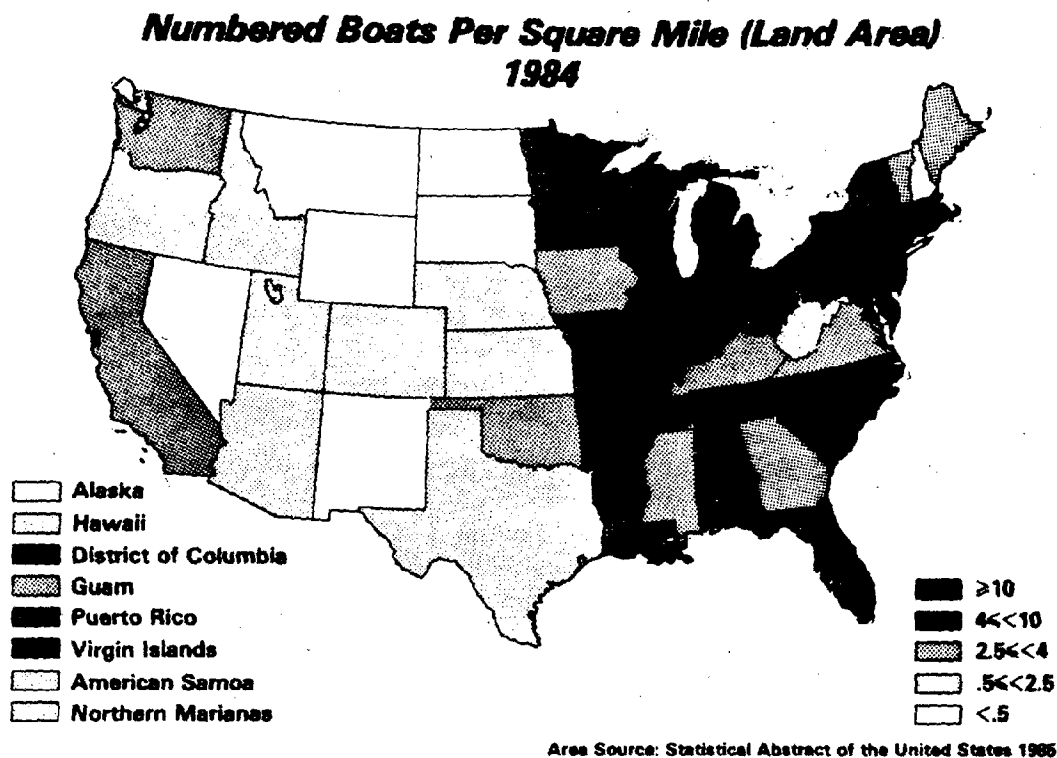 Numbered Boats Per Square Mile (Land Area)
1984
Alaska
Hawaii
District of Columbia
Guam
Puerto Rico
Virgin Islands
American Samoa
Northern Marianas
⩾10
4⩽<10
2.5⩽<4
.5⩽<2.5
<.5
Area Source: Statistical Abstract of the United States 1985